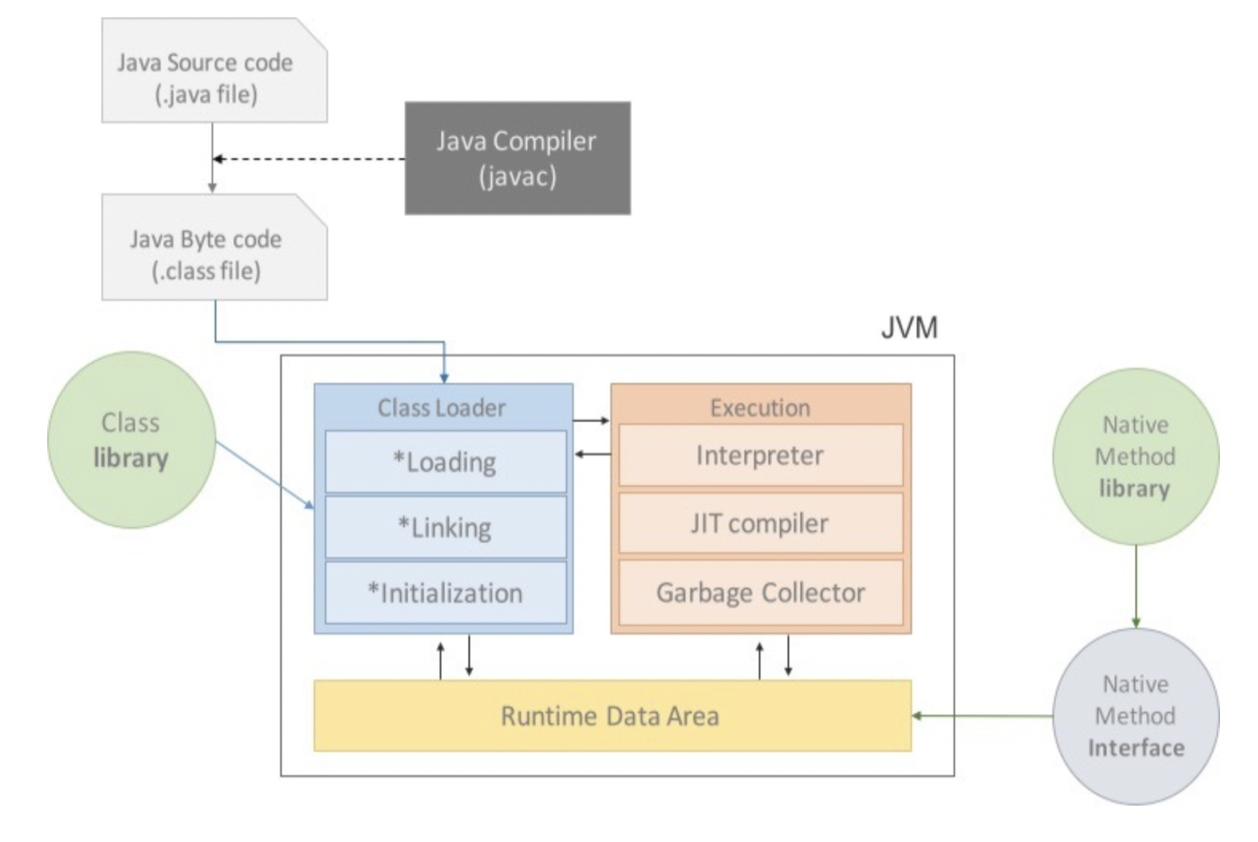 Java Source code
(.java file)
Java Compiler
(javac)
Java Byte code
(.class file)
JVM
Class
library
Class Loader
*Loading
*Linking
*Initialization
Execution
Interpreter
JIT compiler
Garbage Collector
Native
Method
library
Runtime Data Area
Native
Method
Interface